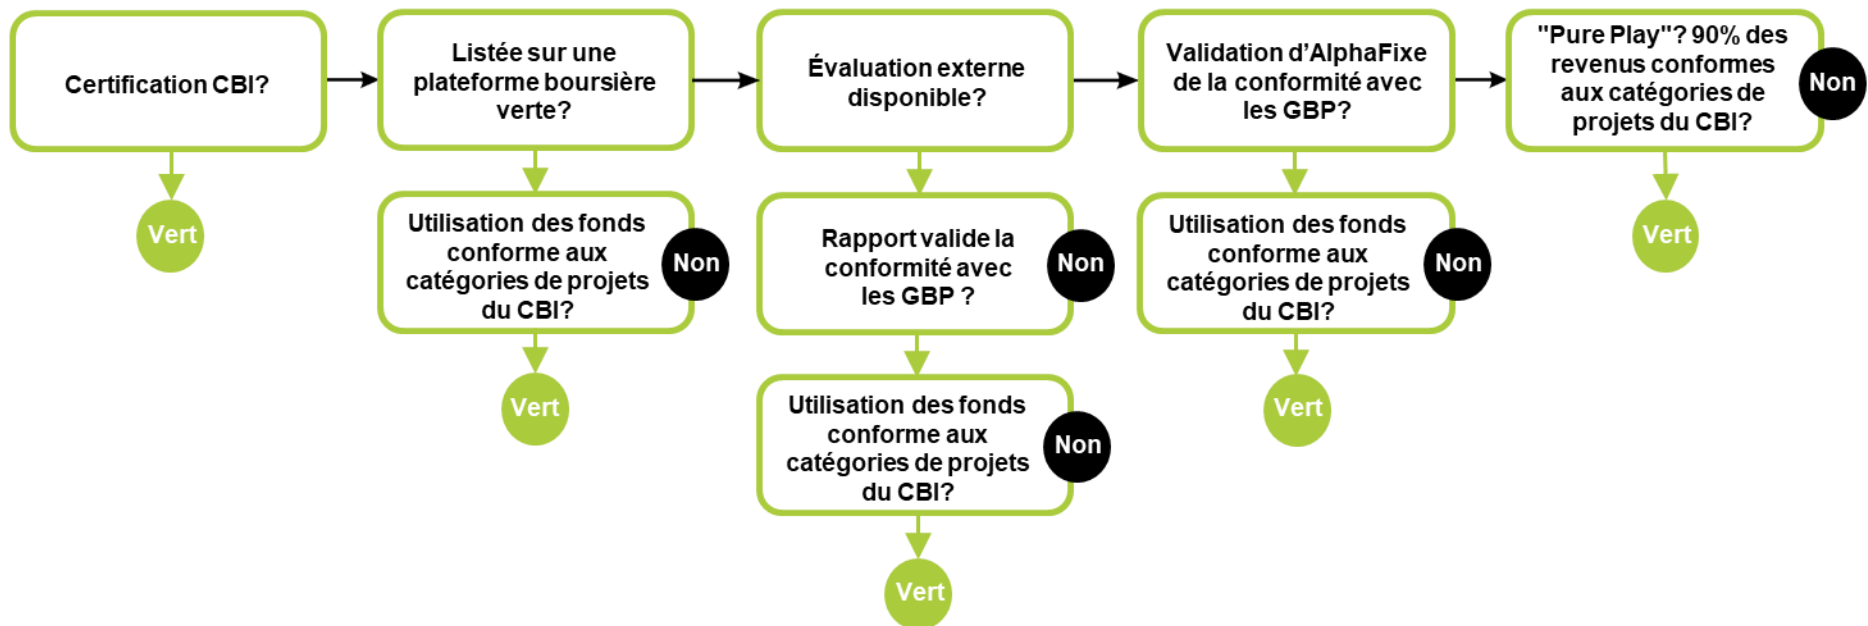 Certification CBI?
Vert
Listée sur une
plateforme boursière
verte?
Utilisation des fonds
conforme aux
catégories de projets
du CBI?
Non
Vert
Évaluation externe
disponible?
Rapport valide la
conformité avec
les GBP ?
Non
Utilisation des fonds
conforme aux
catégories de projets
du CBI?
Non
Vert
Validation d’AlphaFixe
de la conformité avec
les GBP?
Utilisation des fonds
conforme aux
catégories de projets
du CBI?
Non
Vert
"Pure Play"? 90% des
revenus conformes
aux catégories de
projets du CBI?
Non
Vert